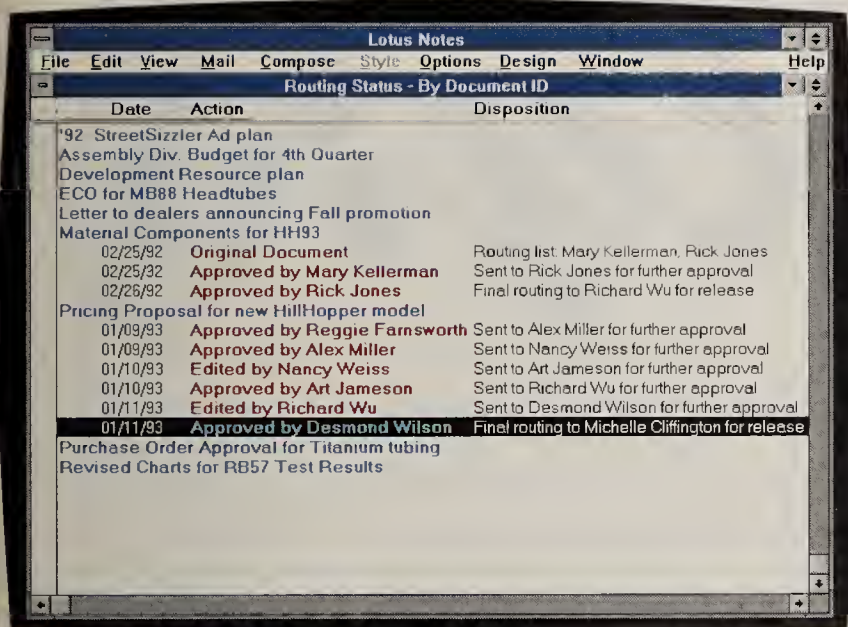 Lotus Notes
File Edit View Mail Compose Style Options Design Window Help
Routing Status - By Document ID
Date Action Disposition
'92 StreetSizzler Ad plan
Assembly Div. Budget for 4th Quarter
Development Resource plan
ECO for MB88 Headtubes
Letter to dealers announcing Fall promotion
Material Components for HH93
02/25/92 Original Document Routing list: Mary Kellerman, Rick Jones
02/25/92 Approved by Mary Kellerman Sent to Rick Jones for further approval
02/26/92 Approved by Rick Jones Final routing to Richard Wu for release
Pricing Proposal for new HillHopper model
01/09/93 Approved by Reggie Farnsworth Sent to Alex Miller for further approval
01/09/93 Approved by Alex Miller Sent to Nancy Weiss for further approval
01/10/93 Edited by Nancy Weiss Sent to Art Jameson for further approval
01/10/93 Approved by Art Jameson Sent to Richard Wu for further approval
01/11/93 Edited by Richard Wu Sent to Desmond Wilson for further approval
01/11/93 Approved by Desmond Wilson Final routing to Michelle Cliffington for release
Purchase Order Approval for Titanium tubing
Revised Charts for RB57 Test Results